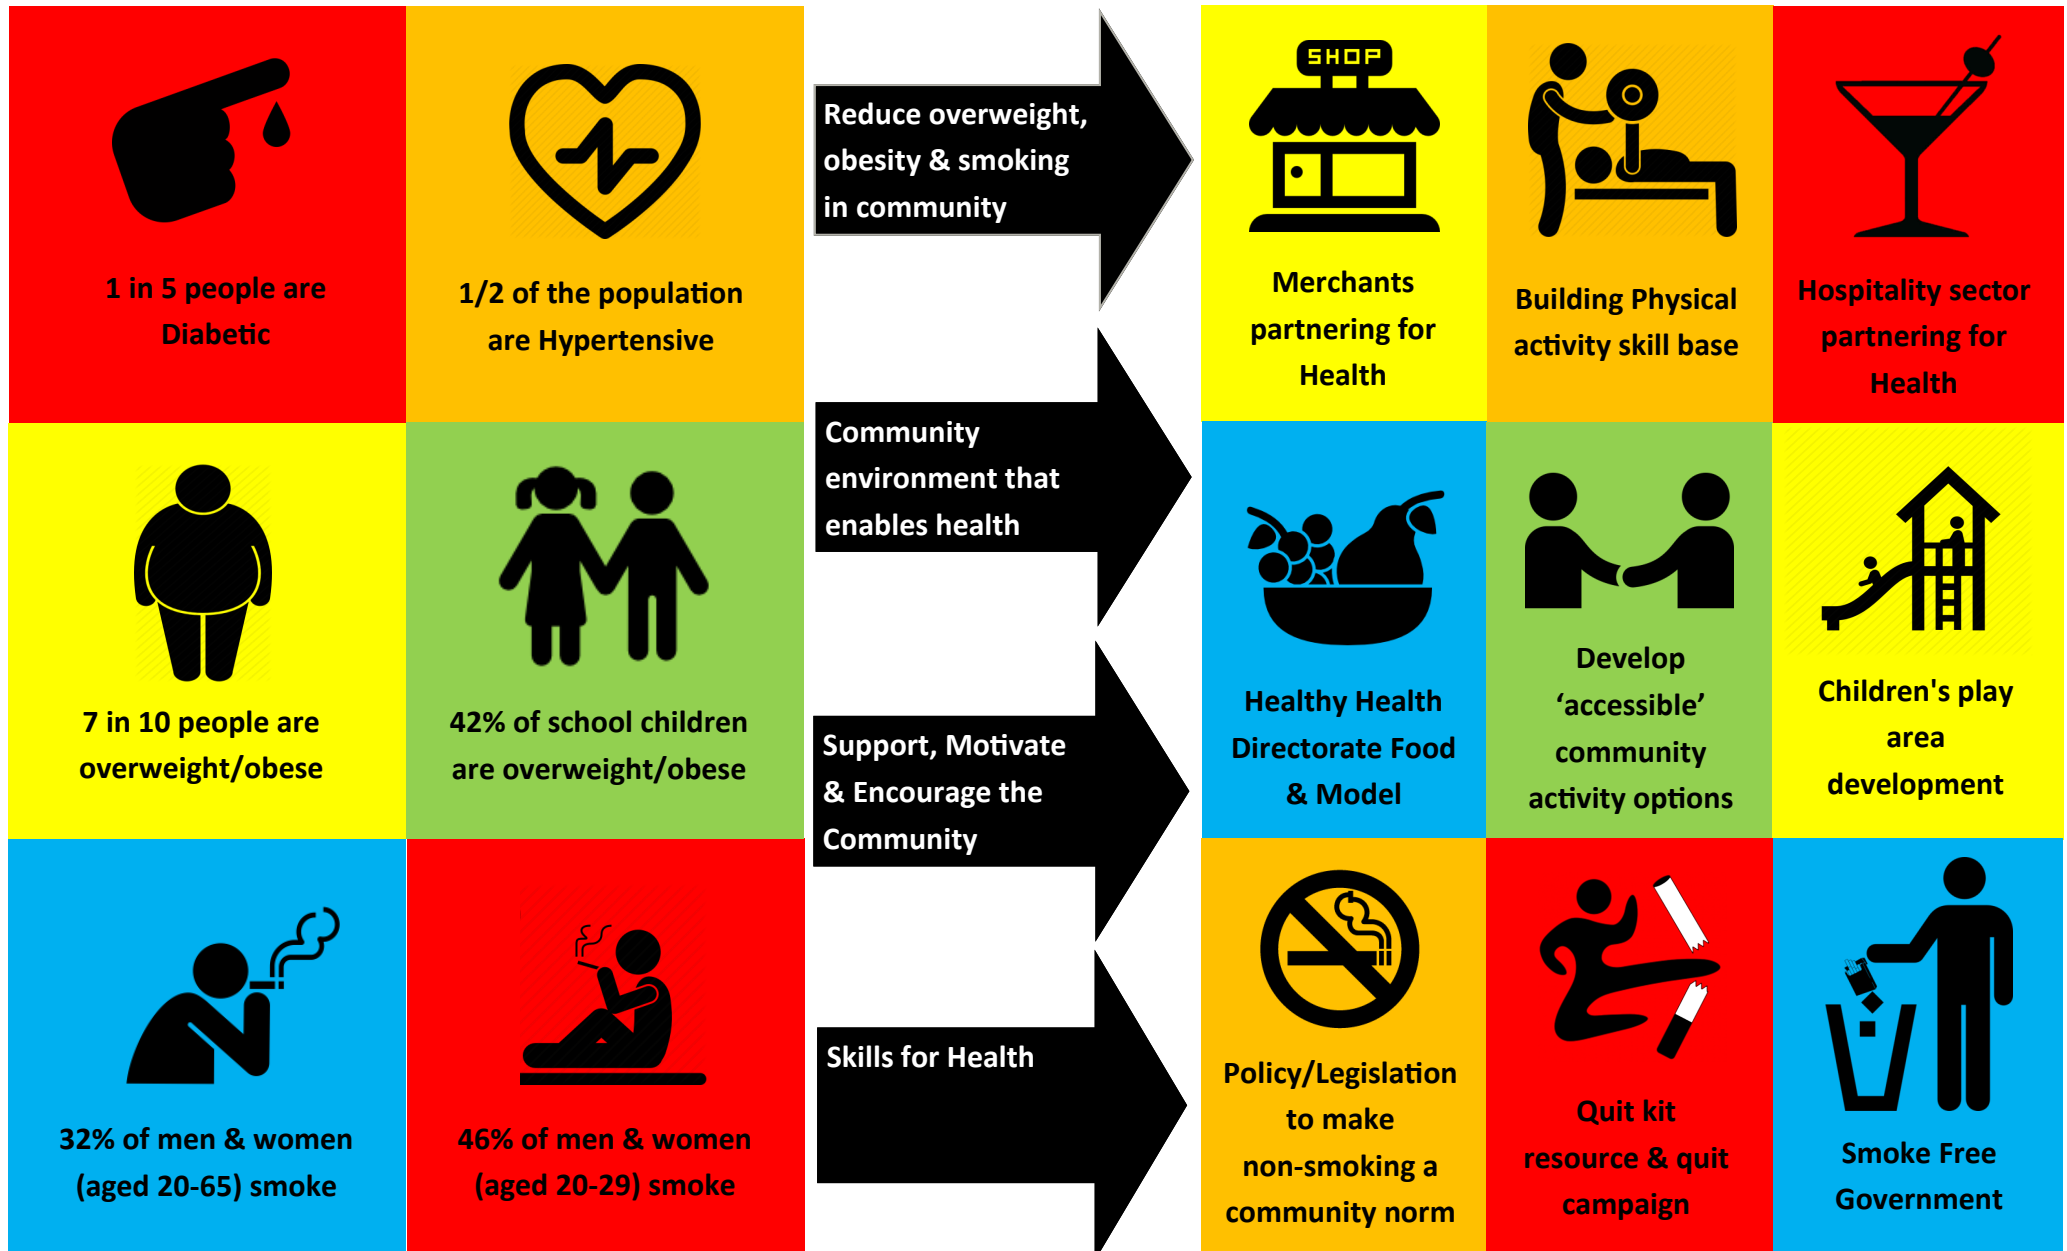 1 in 5 people are
Diabetic
1/2 of the population
are Hypertensive
7 in 10 people are
overweight/obese
42% of school children
are overweight/obese
32% of men & women
(aged 20-65) smoke
46% of men & women
(aged 20-29) smoke
Reduce overweight,
obesity & smoking
in community
Community
environment that
enables health
Support, Motivate
& Encourage the
Community
Skills for Health
SHOP
Merchants
partnering for
Health
Building Physical
activity skill base
Hospitality sector
partnering for
Health
Healthy Health
Directorate Food
& Model
Develop
‘accessible’
community
activity options
Children's play
area
development
Policy/Legislation
to make
non-smoking a
community norm
Quit kit
resource & quit
campaign
Smoke Free
Government